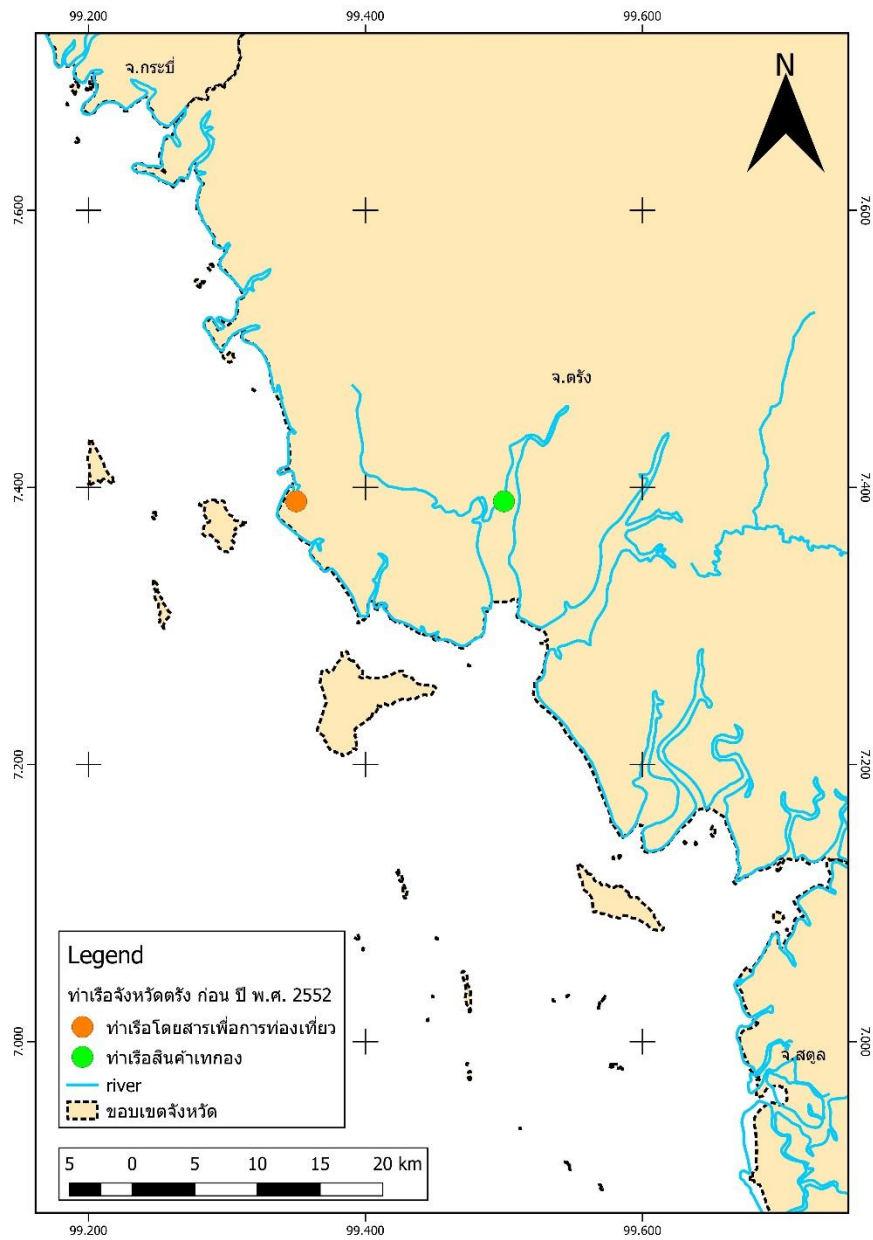 99.200 99.400 99.600
จ.กระบี่
N
7.600 7.600
จ.ตรัง
7.400 7.400
7.200 7.200
Legend
ท่าเรือจังหวัดตรัง ก่อน ปี พ.ศ. 2552
ท่าเรือโดยสารเพื่อการท่องเที่ยว
ท่าเรือสินค้าเทกอง
river
ขอบเขตจังหวัด
7.000 7.000
จ.สตูล
5 0 5 10 15 20 km
99.200 99.400 99.600